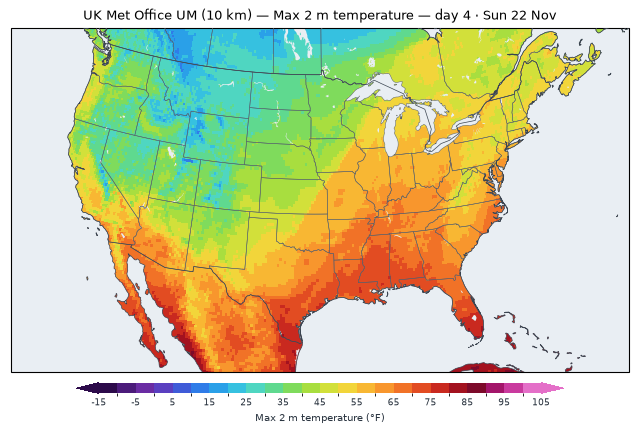 UK Met Office UM (10 km) — Max 2 m temperature — day 4 · Sun 22 Nov
-15 -5 5 15 25 35 45 55 65 75 85 95 105
Max 2 m temperature (°F)